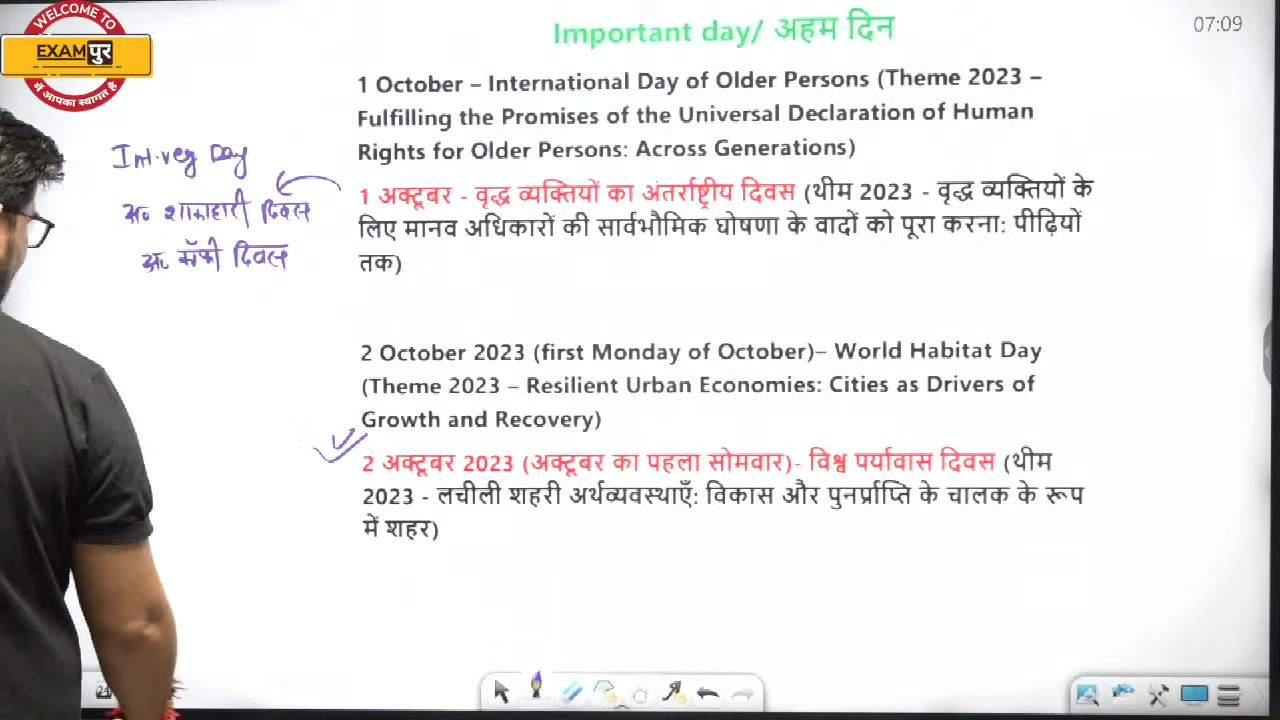 WELCOME TO
EXAMपुर
में आपका स्वागत है
Important day/ अहम दिन
07:09
1 October – International Day of Older Persons (Theme 2023 –
Fulfilling the Promises of the Universal Declaration of Human
Rights for Older Persons: Across Generations)
Int. veg Day
1 अक्टूबर - वृद्ध व्यक्तियों का अंतर्राष्ट्रीय दिवस (थीम 2023 - वृद्ध व्यक्तियों के
अ० शाकाहारी दिवस
लिए मानव अधिकारों की सार्वभौमिक घोषणा के वादों को पूरा करना: पीढ़ियों
अ. कॅफी दिवस
तक)
2 October 2023 (first Monday of October)– World Habitat Day
(Theme 2023 – Resilient Urban Economies: Cities as Drivers of
Growth and Recovery)
2 अक्टूबर 2023 (अक्टूबर का पहला सोमवार)- विश्व पर्यावास दिवस (थीम
2023 - लचीली शहरी अर्थव्यवस्थाएँ: विकास और पुनर्प्राप्ति के चालक के रूप
में शहर)